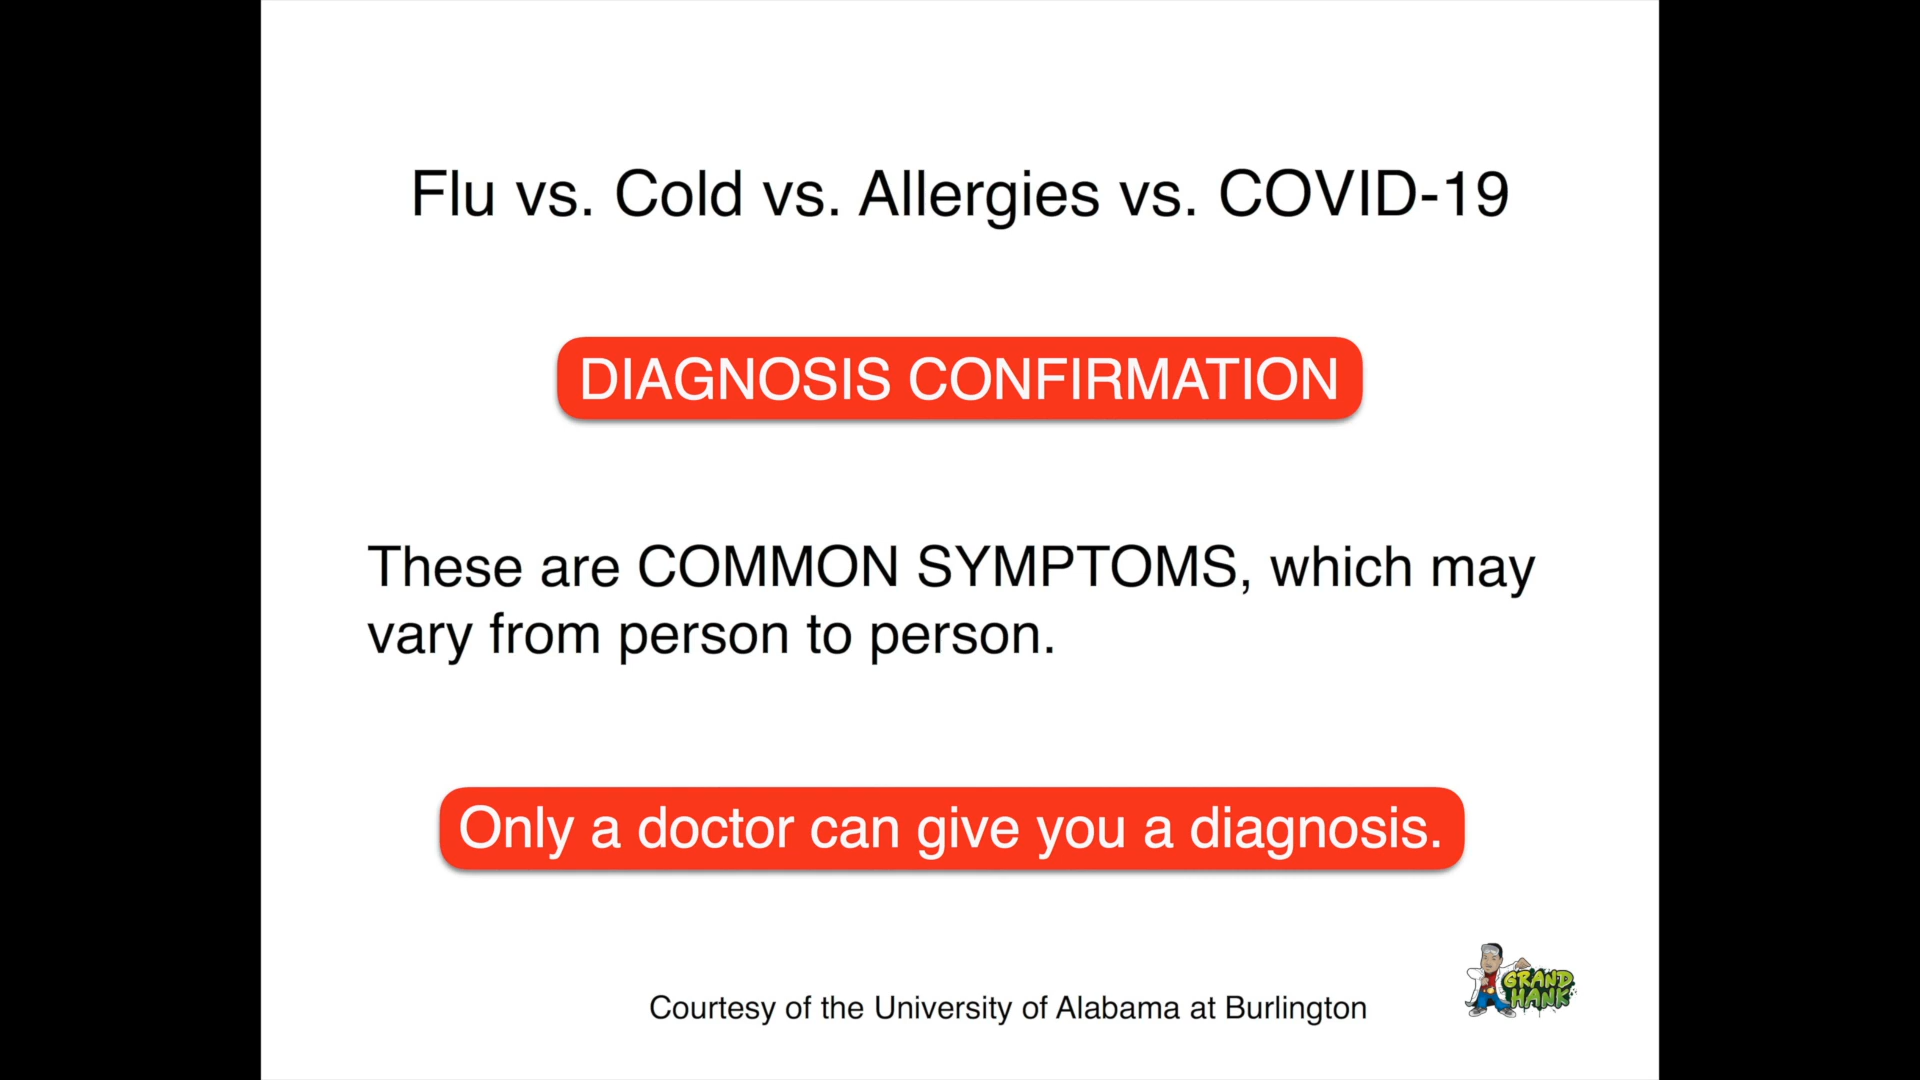 Flu vs. Cold vs. Allergies vs. COVID-19
DIAGNOSIS CONFIRMATION
These are COMMON SYMPTOMS, which may
vary from person to person.
Only a doctor can give you a diagnosis.
Courtesy of the University of Alabama at Burlington
GRAND
HANK